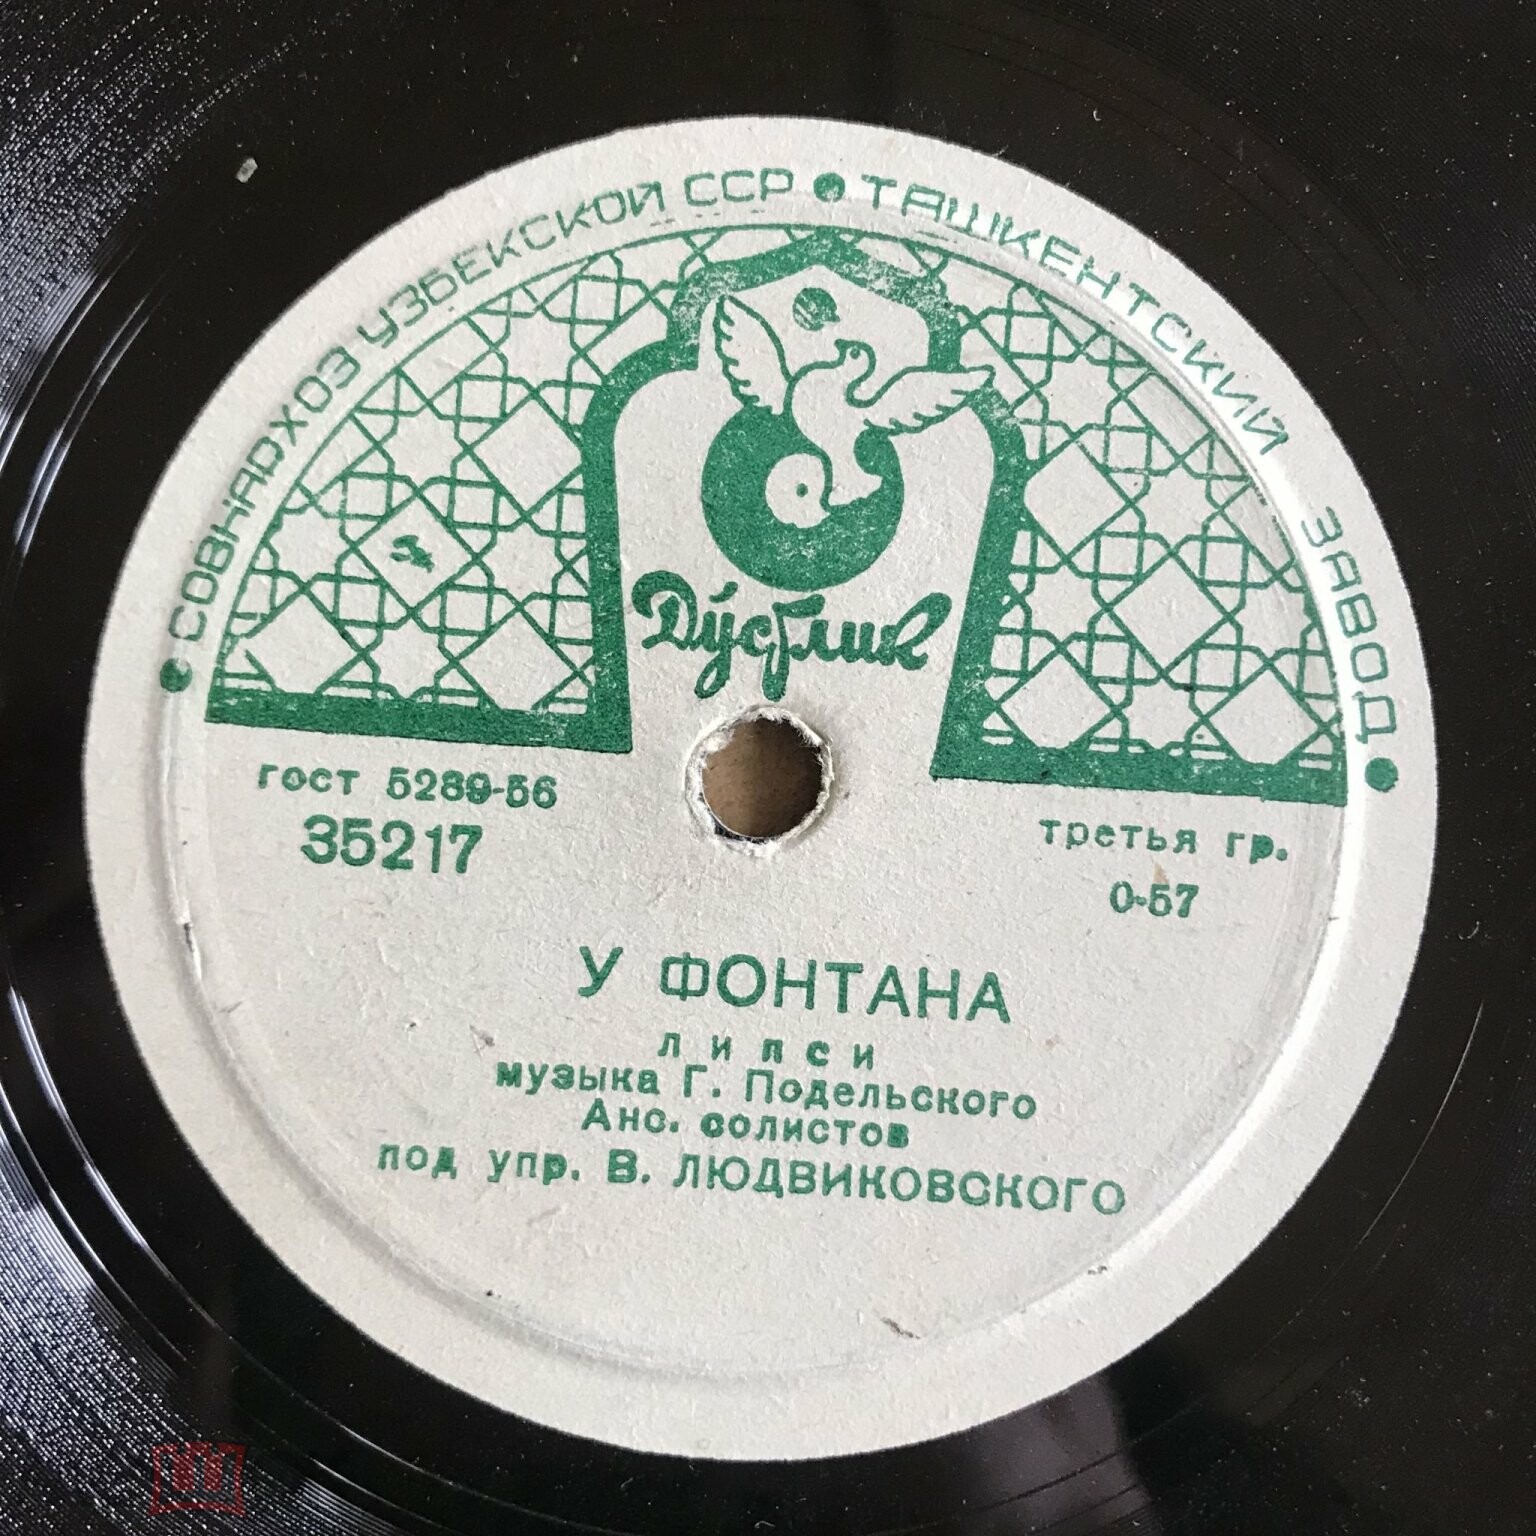 • СОВНАРХОЗ УЗБЕКСКОЙ ССР • ТАШКЕНТСКИЙ ЗАВОД •
Дўстлик
гост 5289-56
35217
третья гр.
0-57
У ФОНТАНА
липси
музыка Г. Подельского
Анс. солистов
под упр. В. ЛЮДВИКОВСКОГО